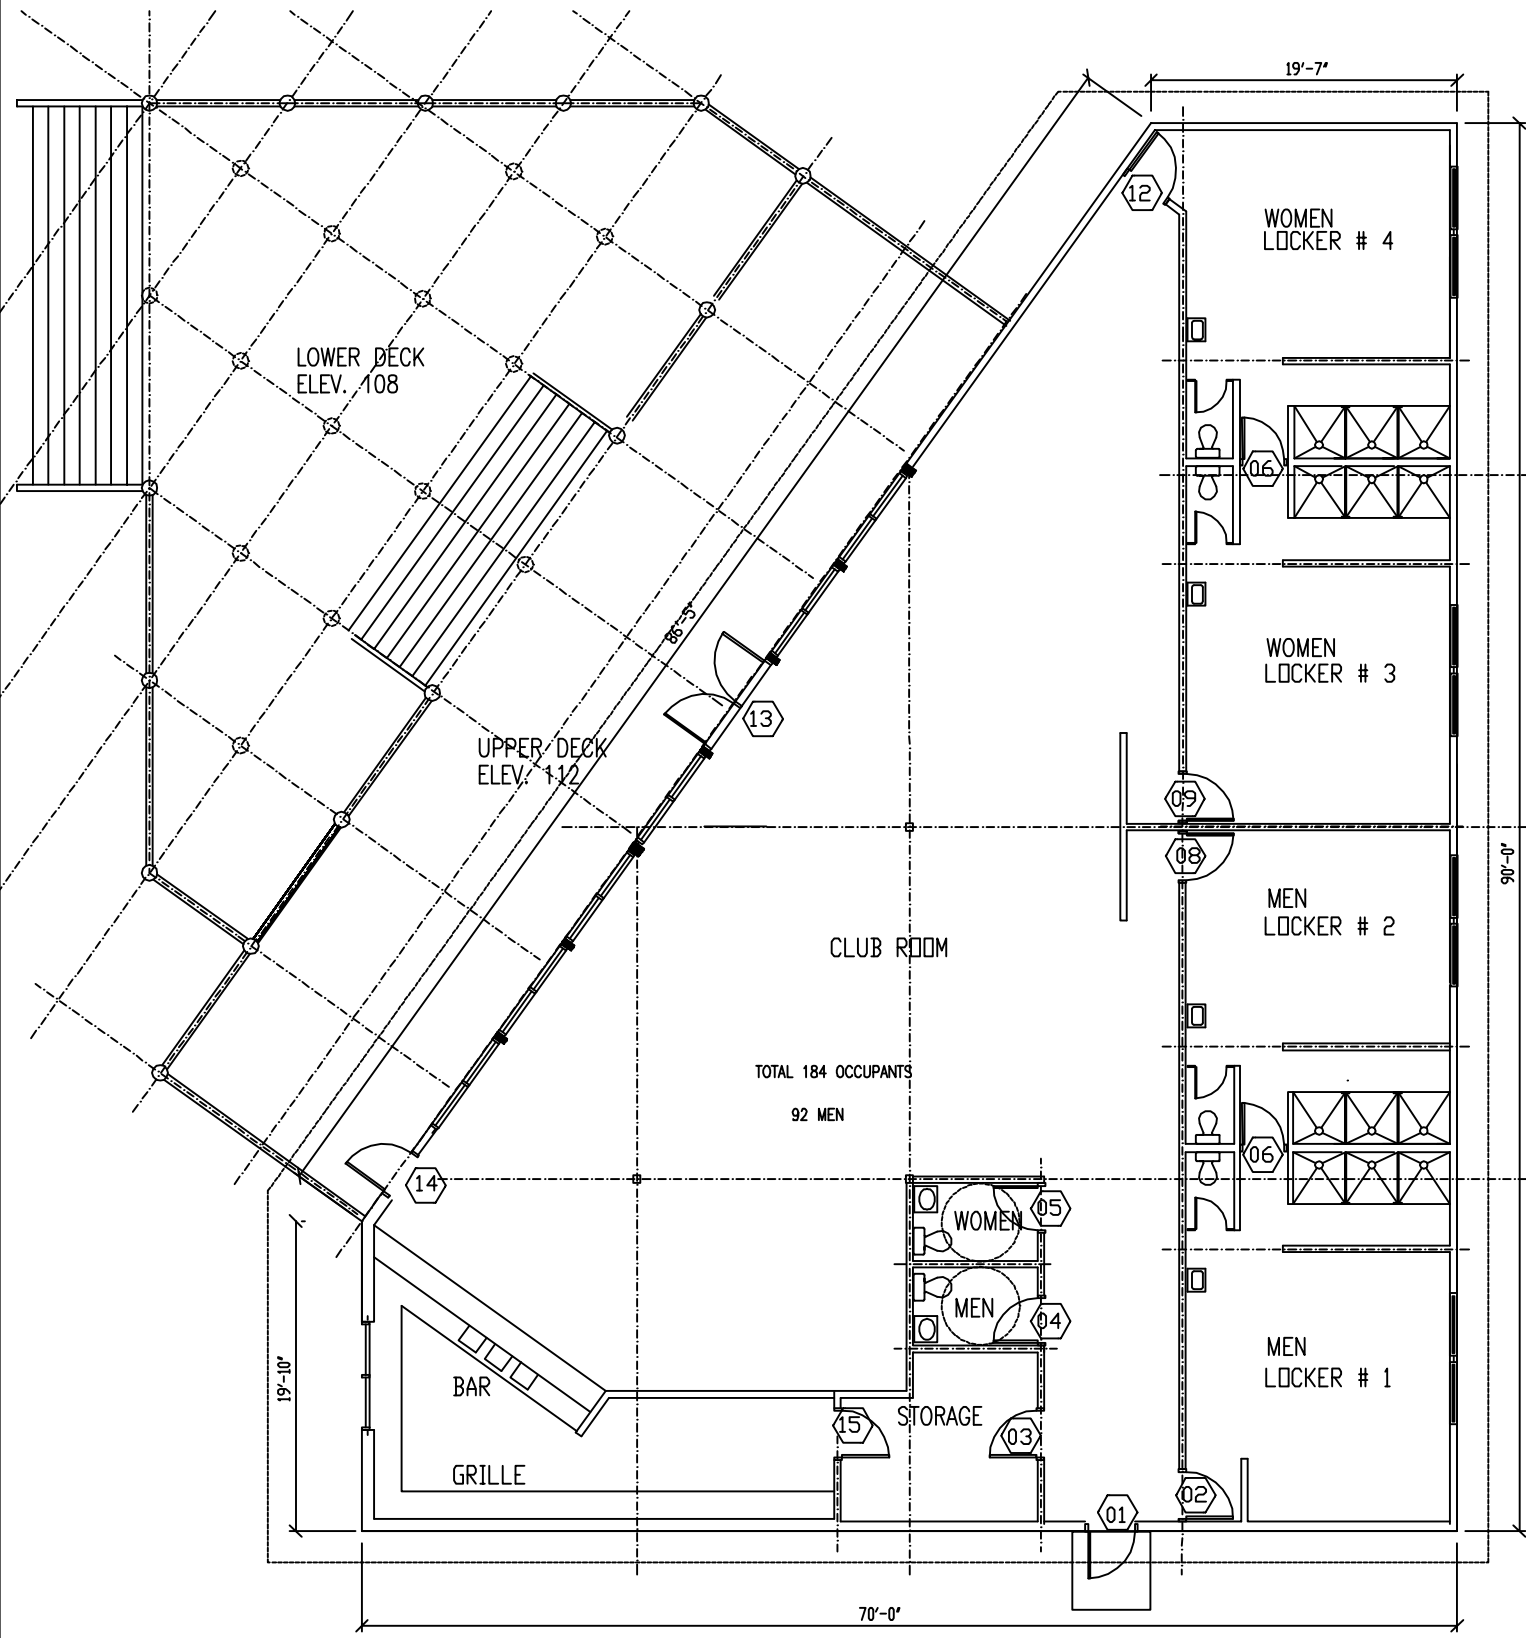 19'-7"
12
WOMEN
LOCKER # 4
LOWER DECK
ELEV. 108
06
86'-5"
WOMEN
LOCKER # 3
13
UPPER DECK
ELEV. 112
09
08
90'-0"
MEN
LOCKER # 2
CLUB ROOM
TOTAL 184 OCCUPANTS
92 MEN
06
14
05
WOMEN
MEN
04
MEN
LOCKER # 1
19'-10"
BAR
STORAGE
15
03
GRILLE
02
01
70'-0"